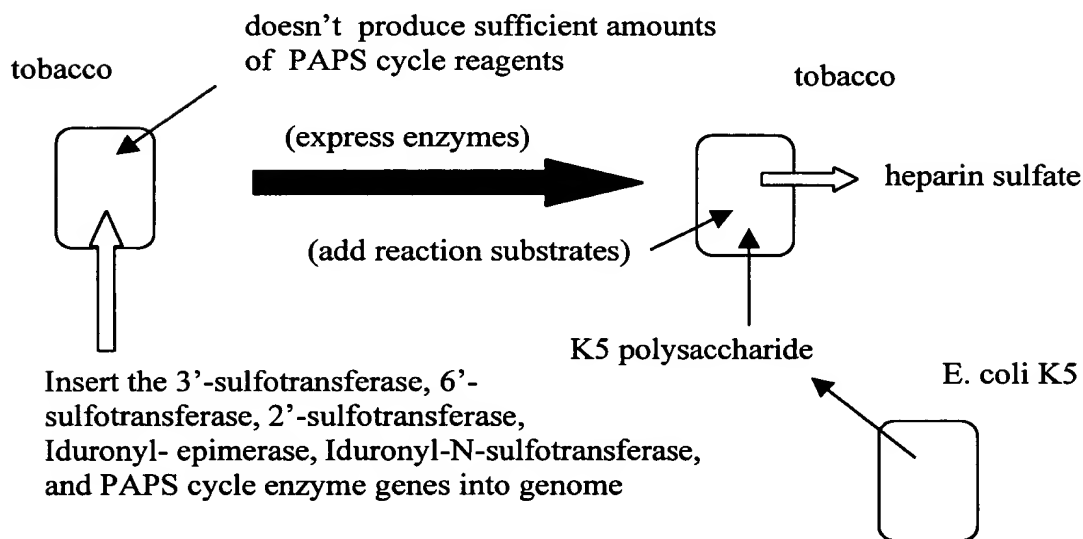 doesn't produce sufficient amounts
of PAPS cycle reagents
tobacco
tobacco
(express enzymes)
heparin sulfate
(add reaction substrates)
K5 polysaccharide
E. coli K5
Insert the 3'-sulfotransferase, 6'-
sulfotransferase, 2'-sulfotransferase,
Iduronyl- epimerase, Iduronyl-N-sulfotransferase,
and PAPS cycle enzyme genes into genome